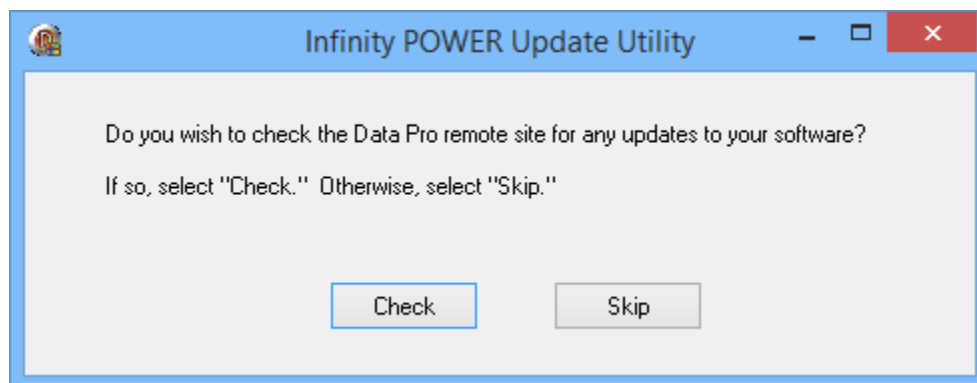 Infinity POWER Update Utility
Do you wish to check the Data Pro remote site for any updates to your software?
If so, select "Check." Otherwise, select "Skip."
Check
Skip